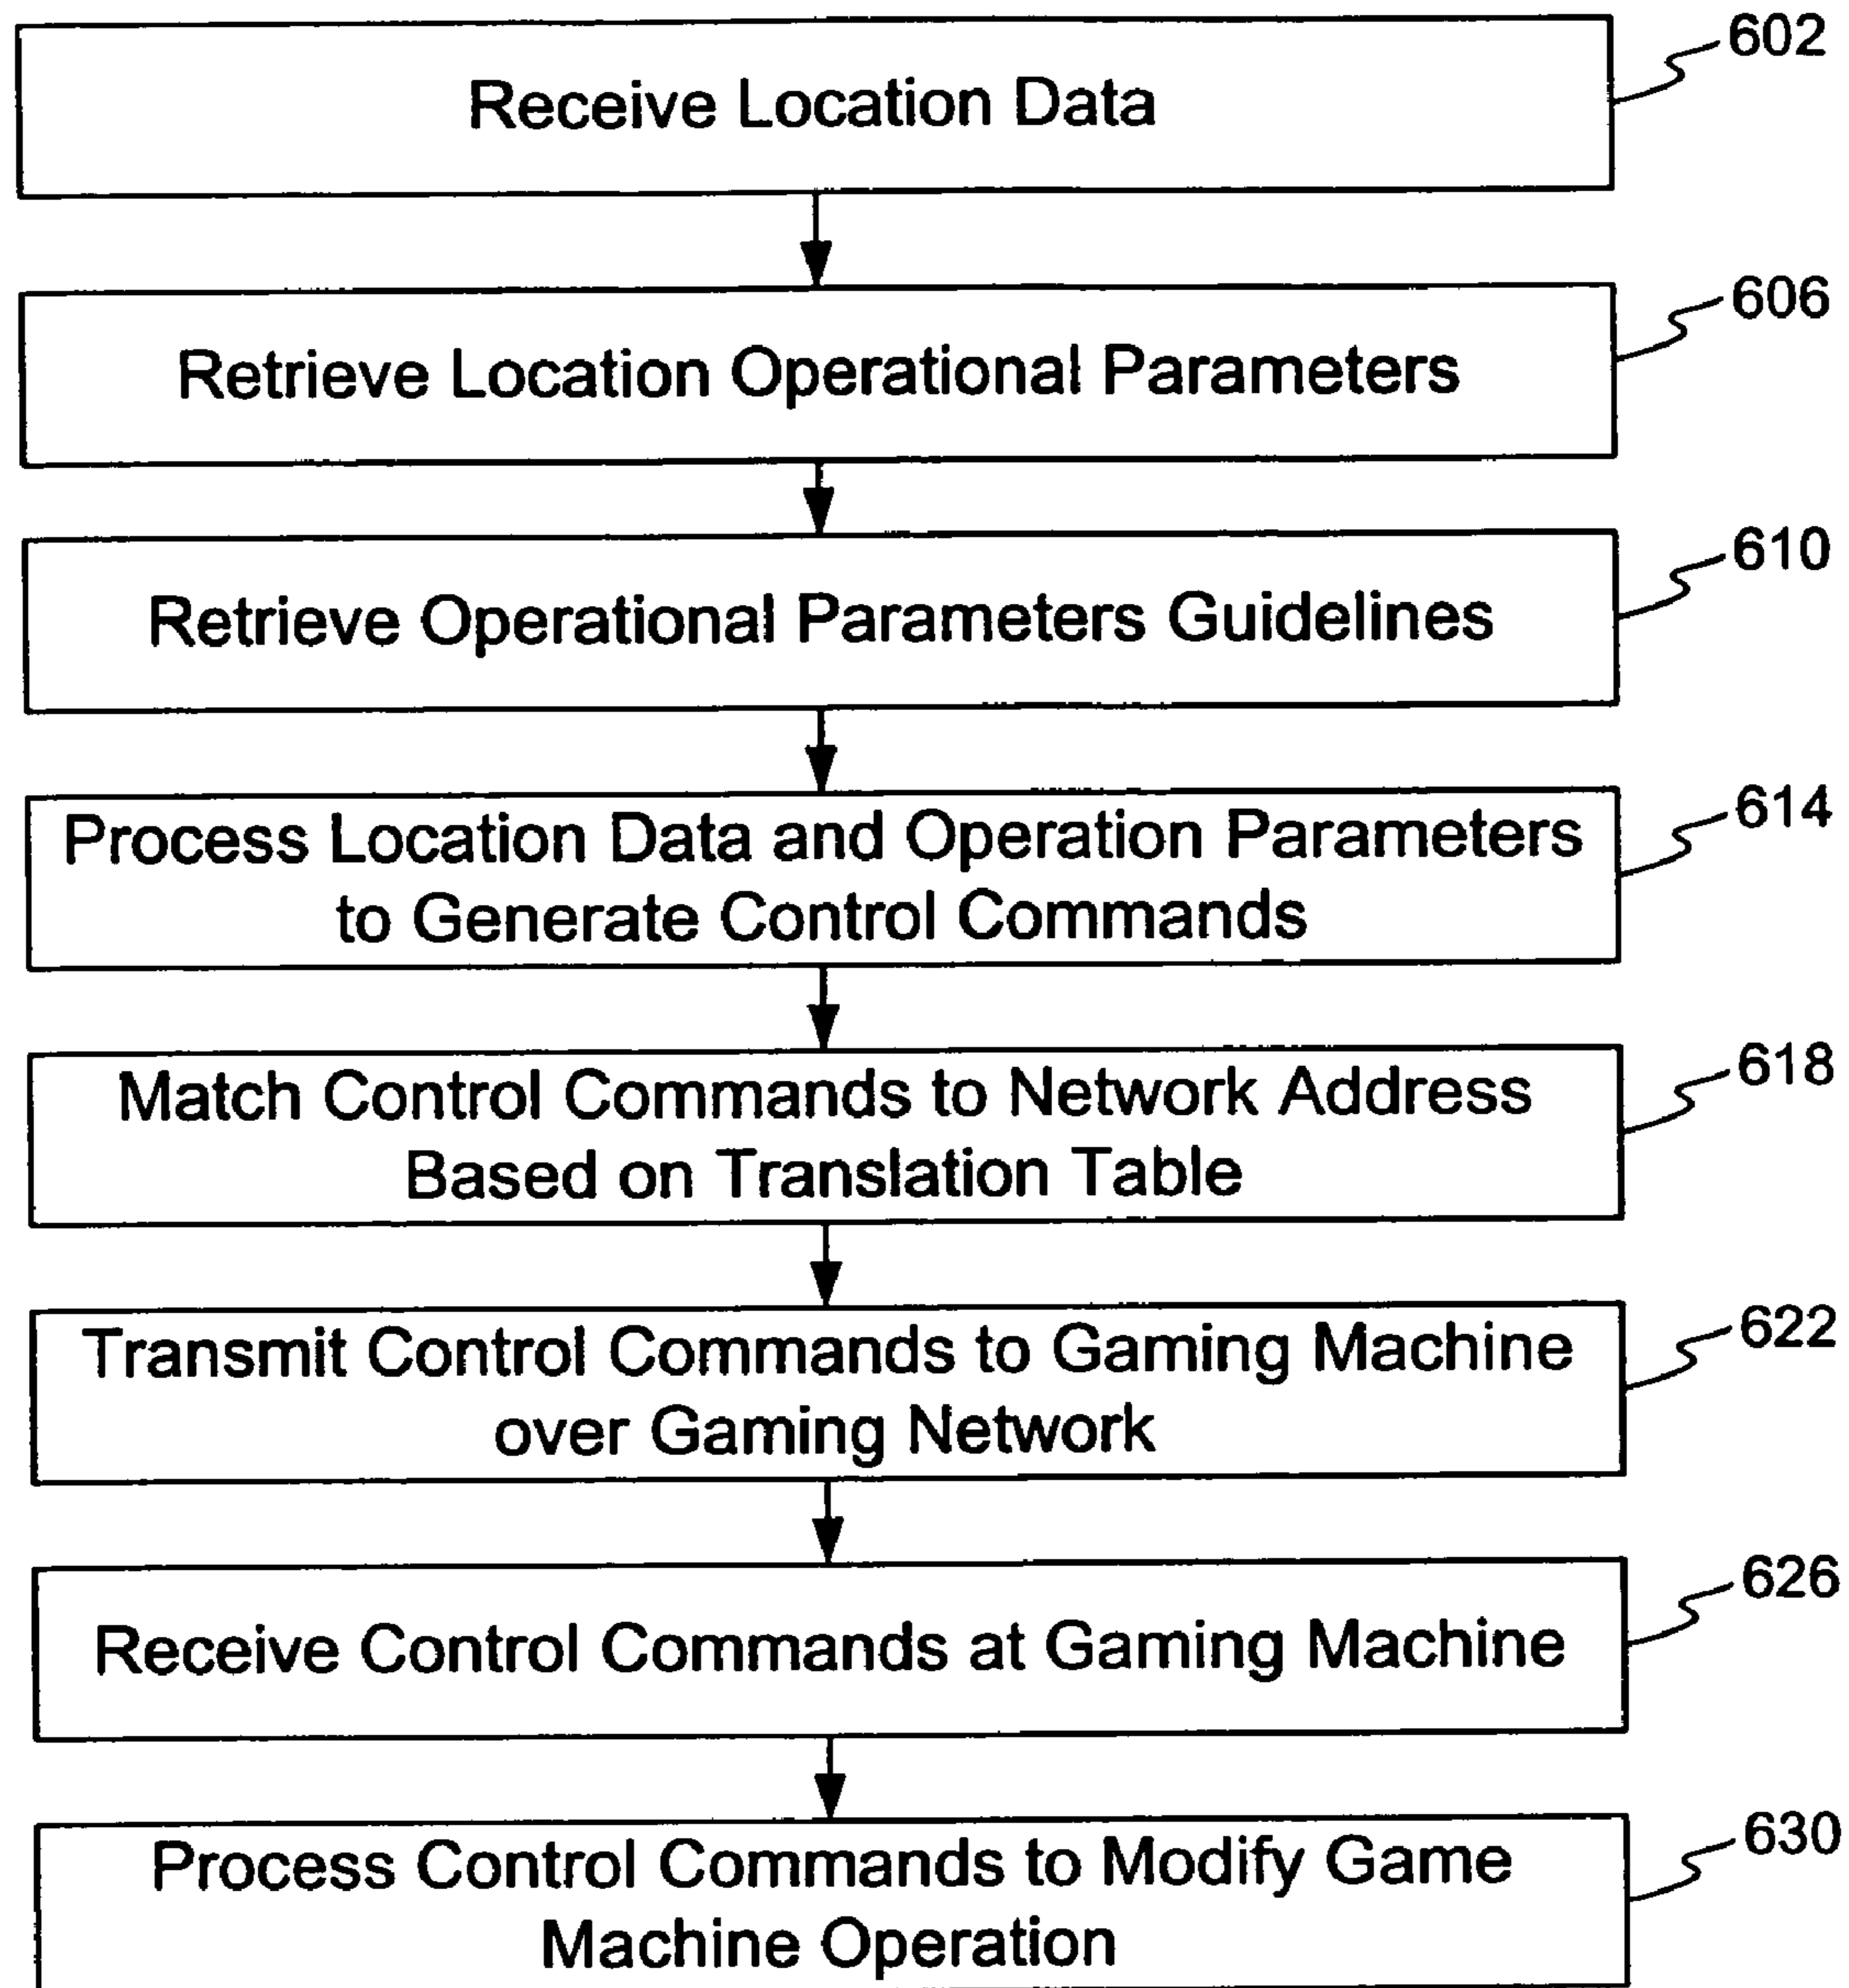 Receive Location Data
602
Retrieve Location Operational Parameters
606
Retrieve Operational Parameters Guidelines
610
Process Location Data and Operation Parameters
to Generate Control Commands
614
Match Control Commands to Network Address
Based on Translation Table
618
Transmit Control Commands to Gaming Machine
over Gaming Network
622
Receive Control Commands at Gaming Machine
626
Process Control Commands to Modify Game
Machine Operation
630